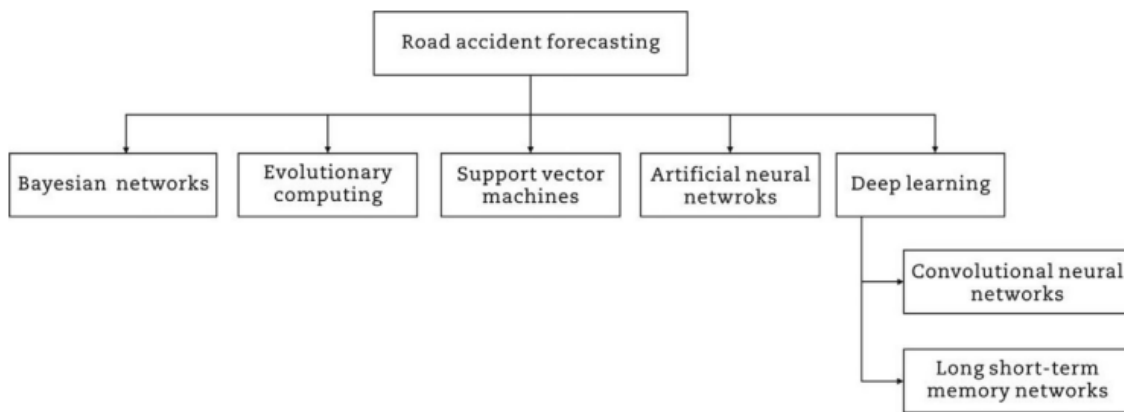 Road accident forecasting
Bayesian networks
Evolutionary
computing
Support vector
machines
Artificial neural
netwroks
Deep learning
Convolutional neural
networks
Long short-term
memory networks